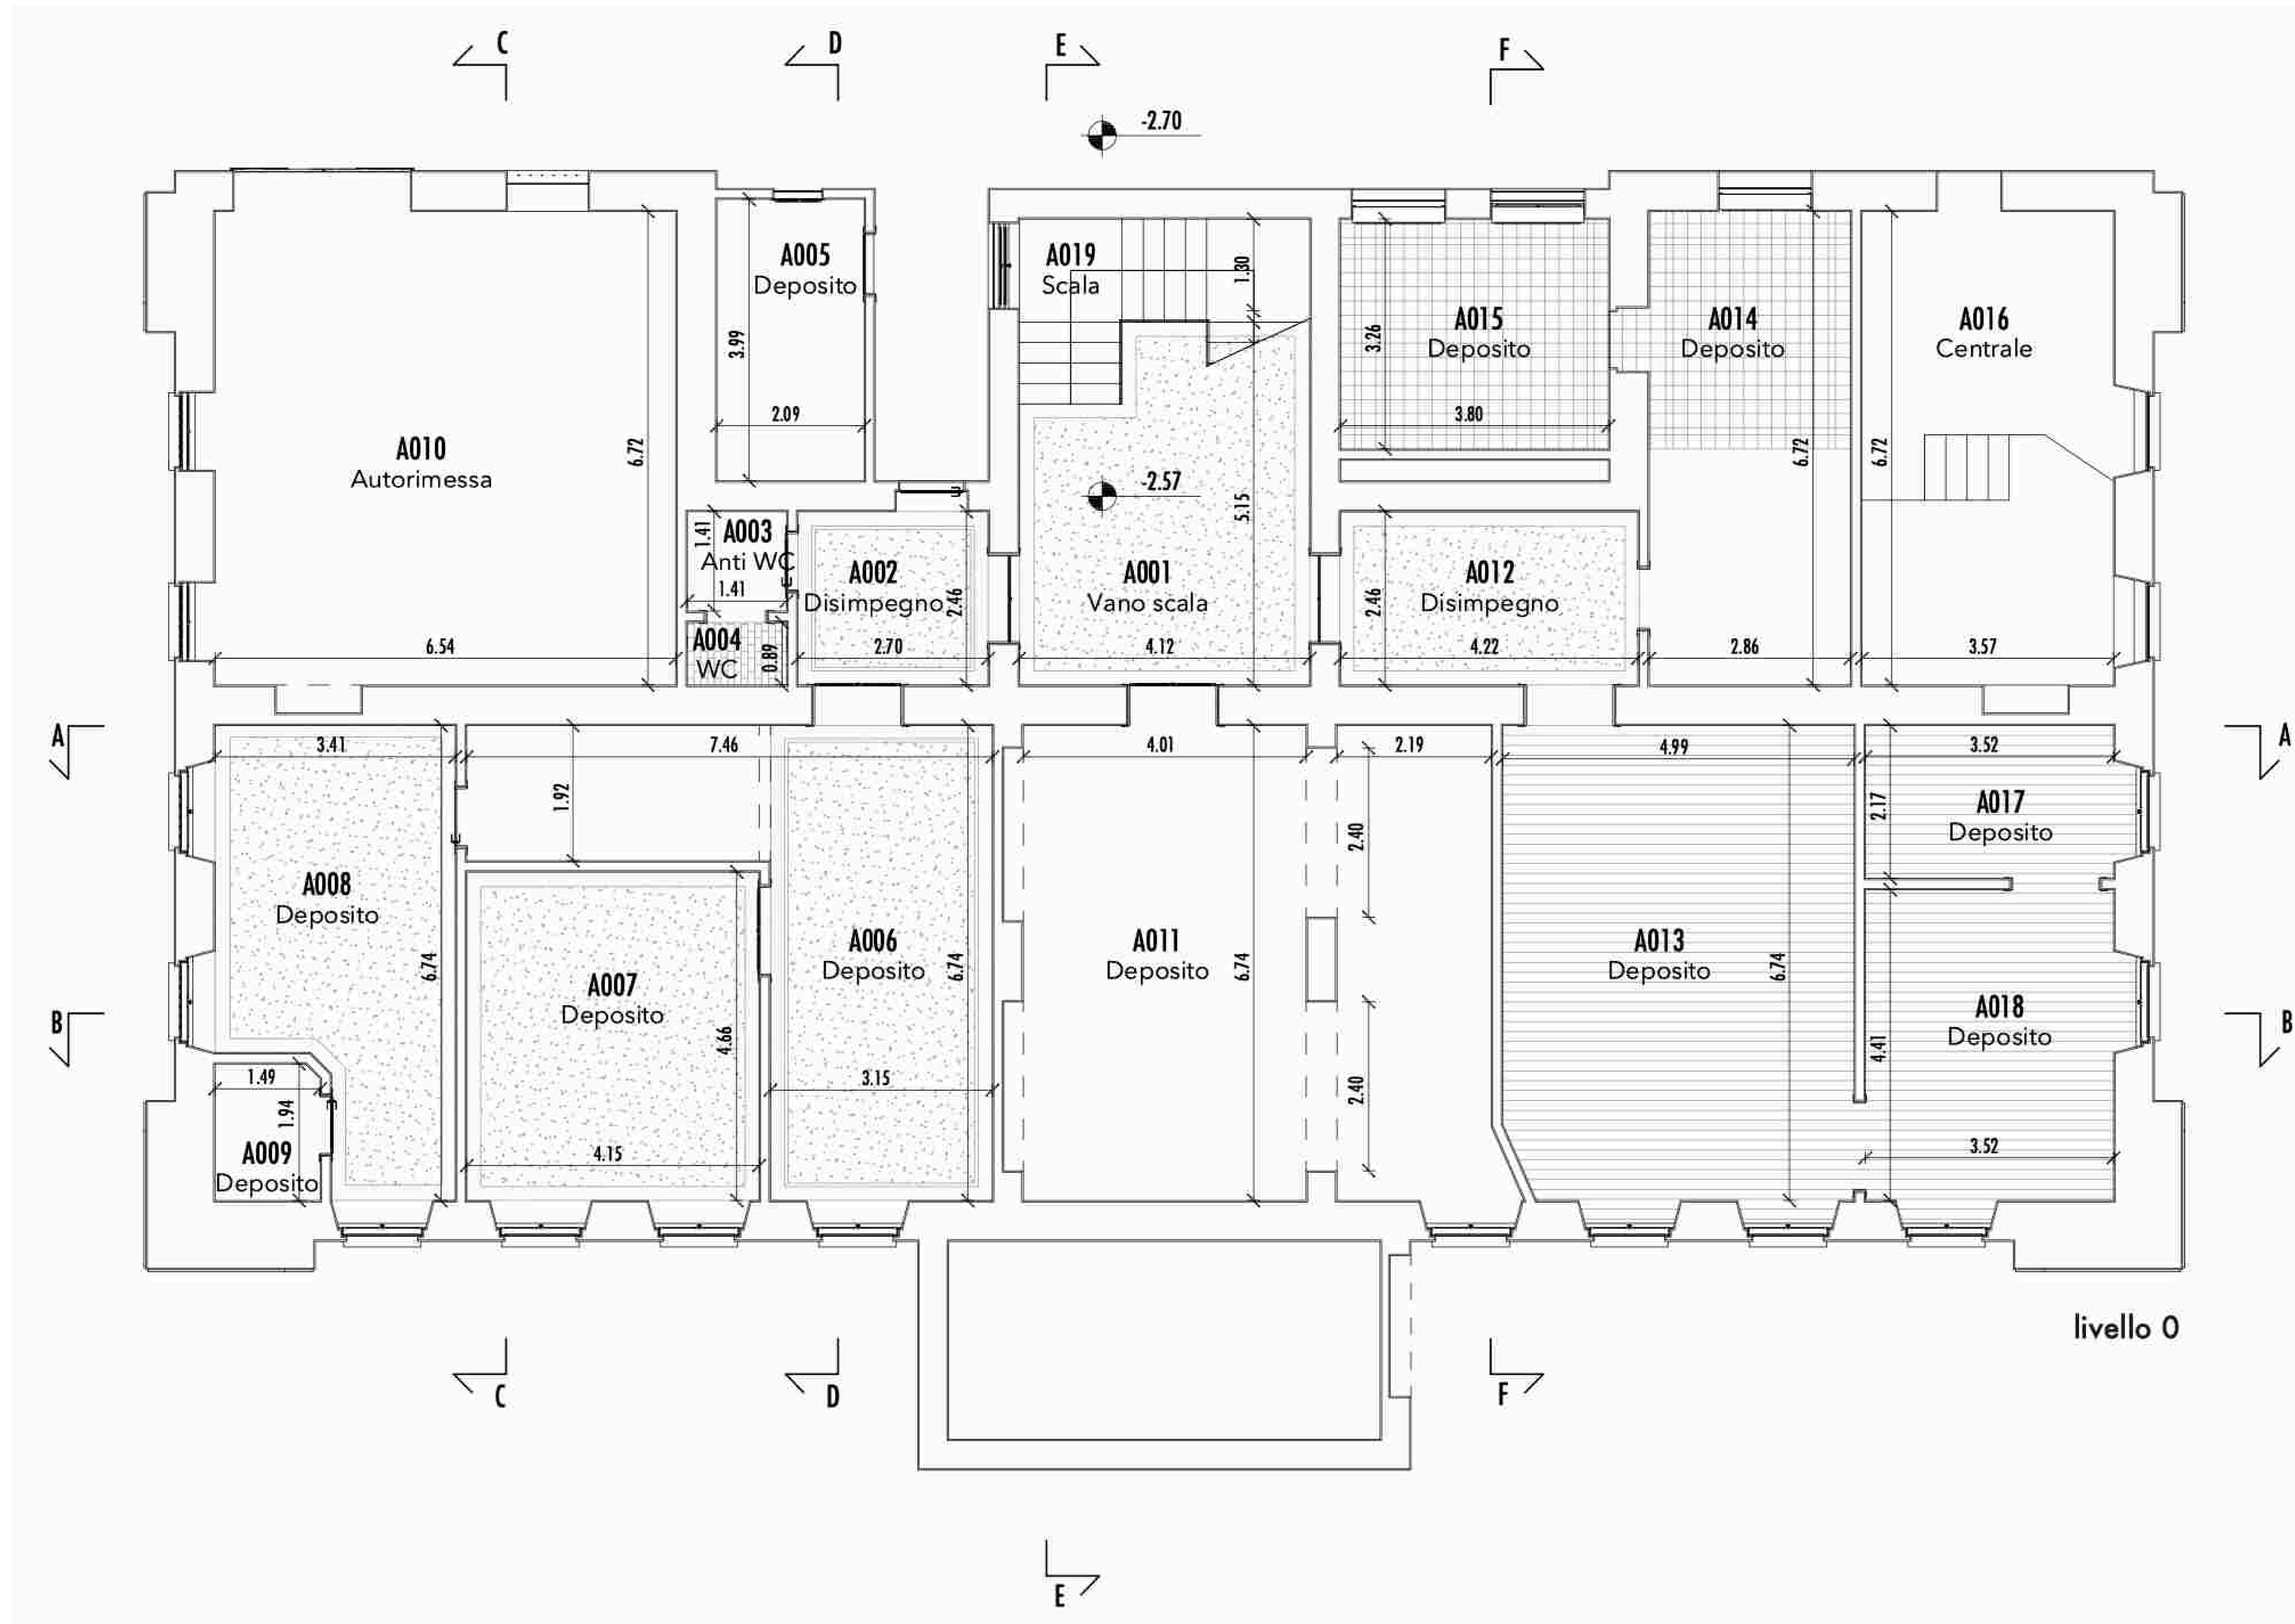 C
D
E
F
-2.70
A005
Deposito
A019
Scala
1.30
A015
Deposito
A014
Deposito
A016
Centrale
3.99
3.26
2.09
3.80
A010
Autorimessa
6.72
6.72
6.72
-2.57
5.15
1.41
A003
Anti WC
1.41
A002
Disimpegno
2.46
A001
Vano scala
2.46
A012
Disimpegno
A004
WC
0.89
6.54
2.70
4.12
4.22
2.86
3.57
A
A
3.41
7.46
4.01
2.19
4.99
3.52
1.92
2.40
2.17
A017
Deposito
A008
Deposito
6.74
A007
Deposito
A006
Deposito
6.74
A011
Deposito
6.74
A013
Deposito
6.74
A018
Deposito
B
B
4.66
4.41
1.49
1.94
3.15
2.40
A009
Deposito
4.15
3.52
livello 0
C
D
F
E